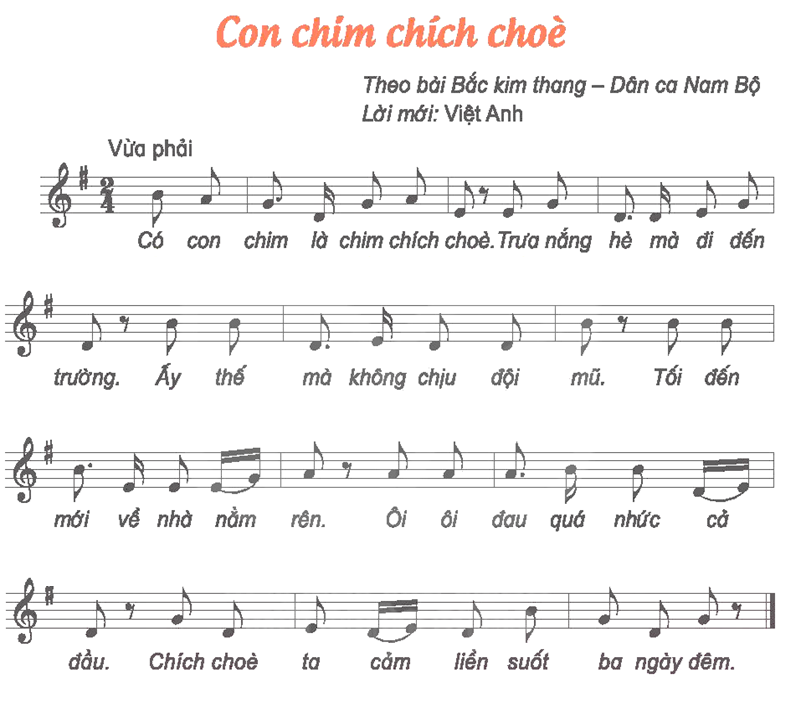 Con chim chích choè
Theo bài Bắc kim thang – Dân ca Nam Bộ
Lời mới: Việt Anh
Vừa phải
2
4
Có con chim là chim chích choè. Trưa nắng hè mà đi đến
trường. Ấy thế mà không chịu đội mũ. Tối đến
mới về nhà nằm rên. Ôi ôi đau quá nhức cả
đầu. Chích choè ta cảm liền suốt ba ngày đêm.